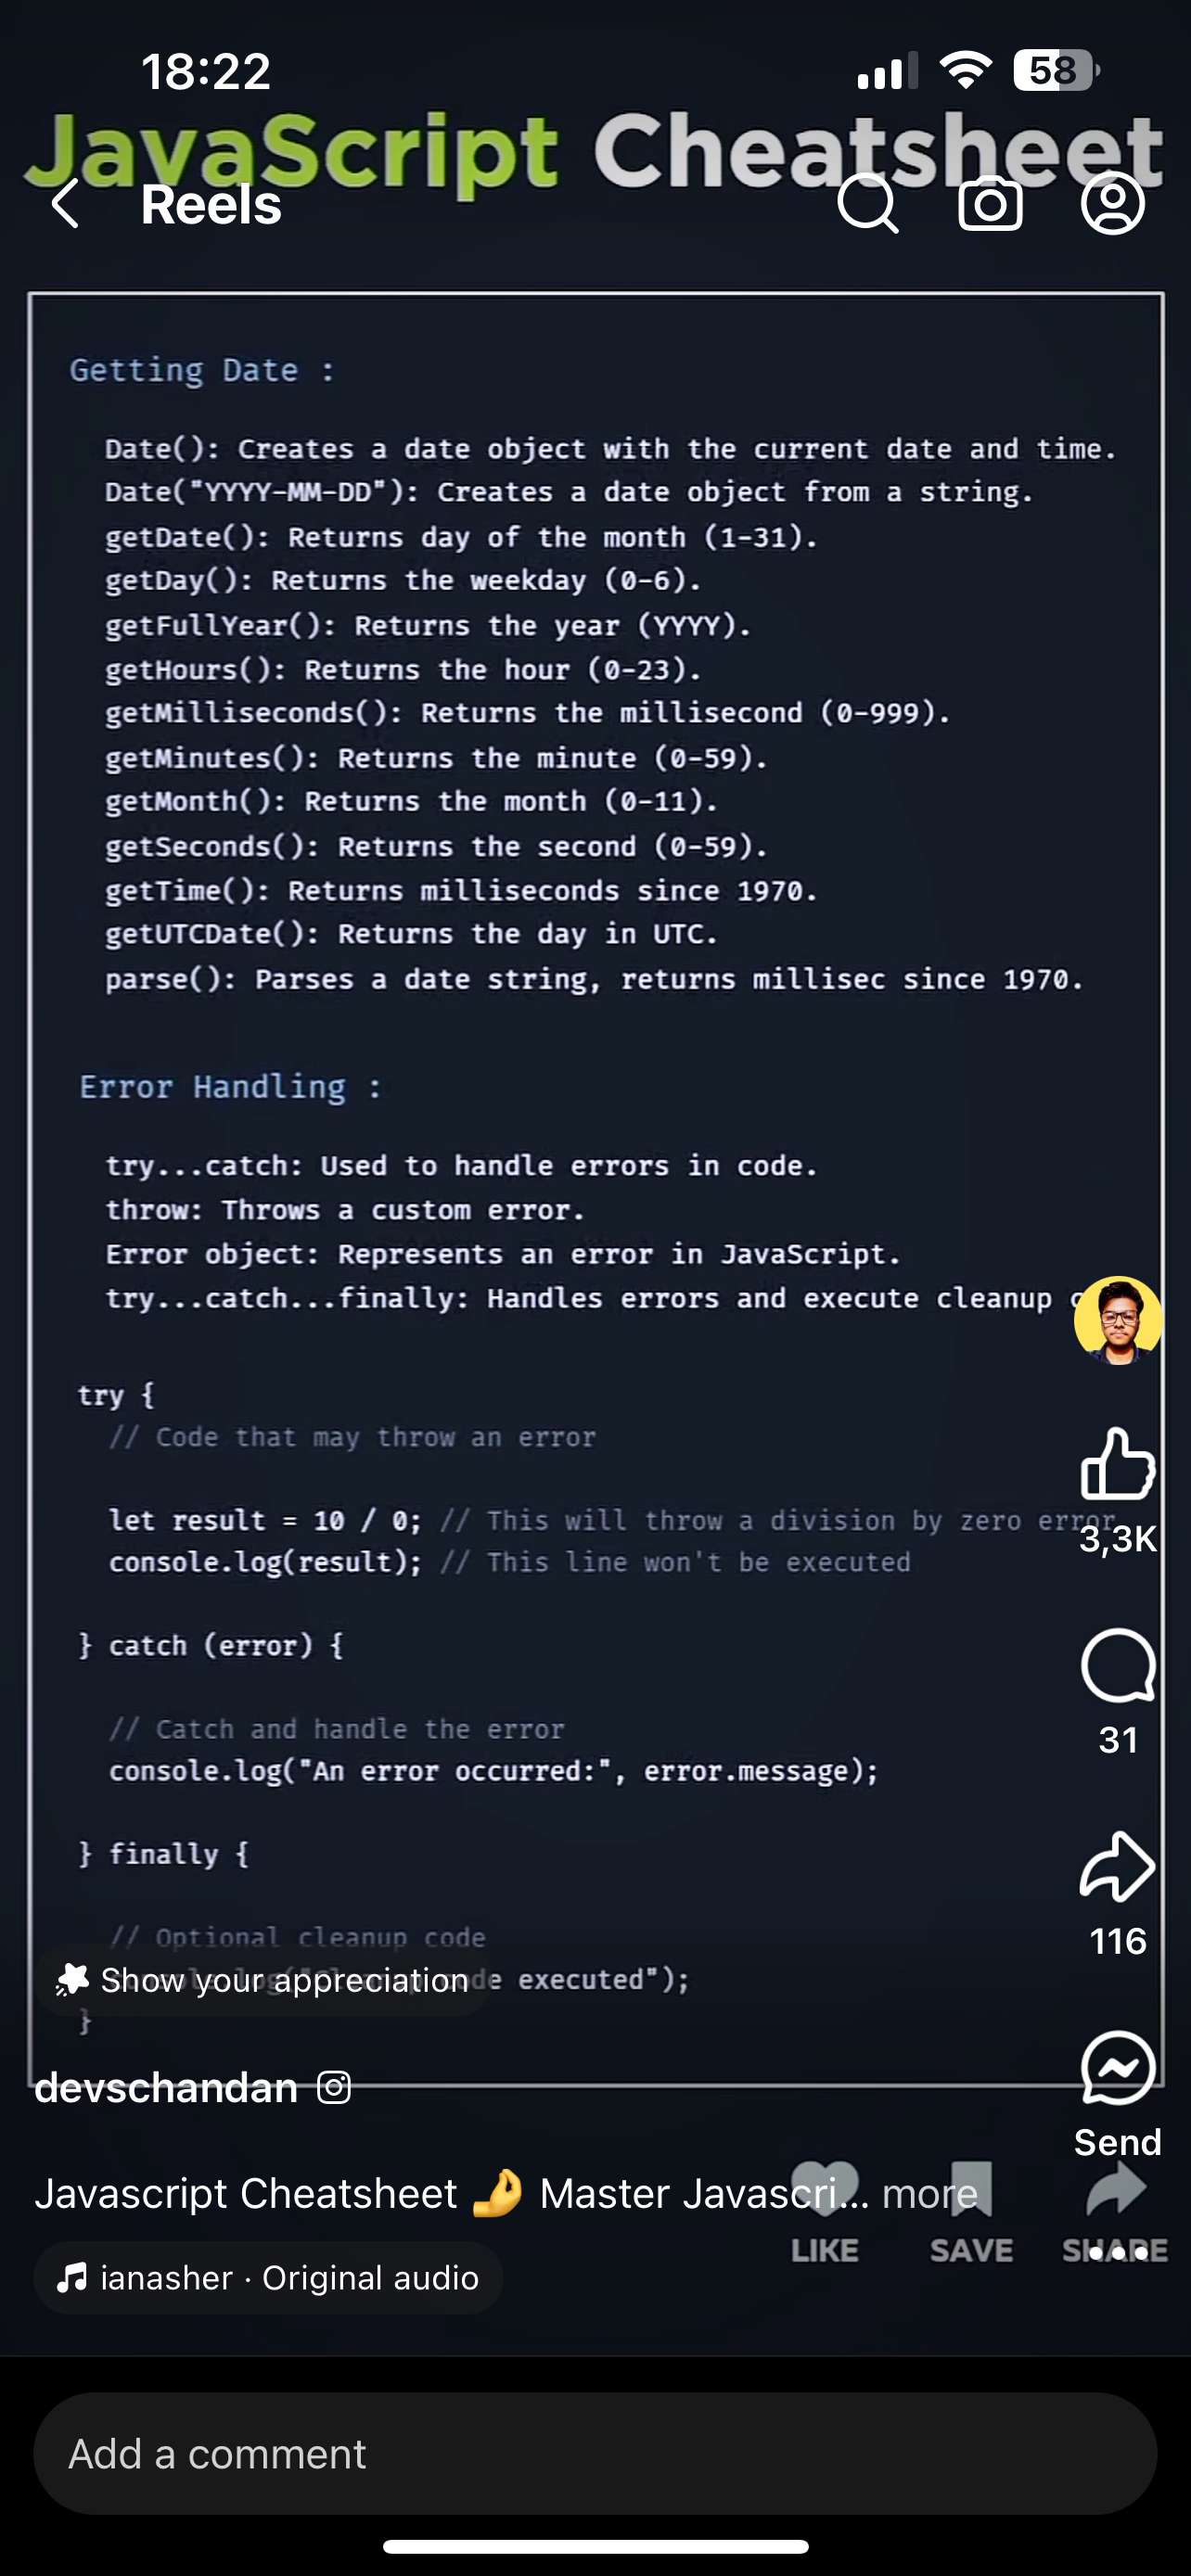 18:22
58
JavaScript Cheatsheet
Reels
Getting Date :
Date(): Creates a date object with the current date and time.
Date("YYYY-MM-DD"): Creates a date object from a string.
getDate(): Returns day of the month (1-31).
getDay(): Returns the weekday (0-6).
getFullYear(): Returns the year (YYYY).
getHours(): Returns the hour (0-23).
getMilliseconds(): Returns the millisecond (0-999).
getMinutes(): Returns the minute (0-59).
getMonth(): Returns the month (0-11).
getSeconds(): Returns the second (0-59).
getTime(): Returns milliseconds since 1970.
getUTCDate(): Returns the day in UTC.
parse(): Parses a date string, returns millisec since 1970.
Error Handling :
try...catch: Used to handle errors in code.
throw: Throws a custom error.
Error object: Represents an error in JavaScript.
try...catch...finally: Handles errors and execute cleanup
try {
// Code that may throw an error
let result = 10 / 0; // This will throw a division by zero error
console.log(result); // This line won't be executed
} catch (error) {
// Catch and handle the error
console.log("An error occurred:", error.message);
} finally {
// Optional cleanup code
executed");
}
Show your appreciation
3,3K
31
116
Send
devschandan
Javascript Cheatsheet 🤌 Master Javascri... more
LIKE SAVE SHARE
ianasher · Original audio
Add a comment